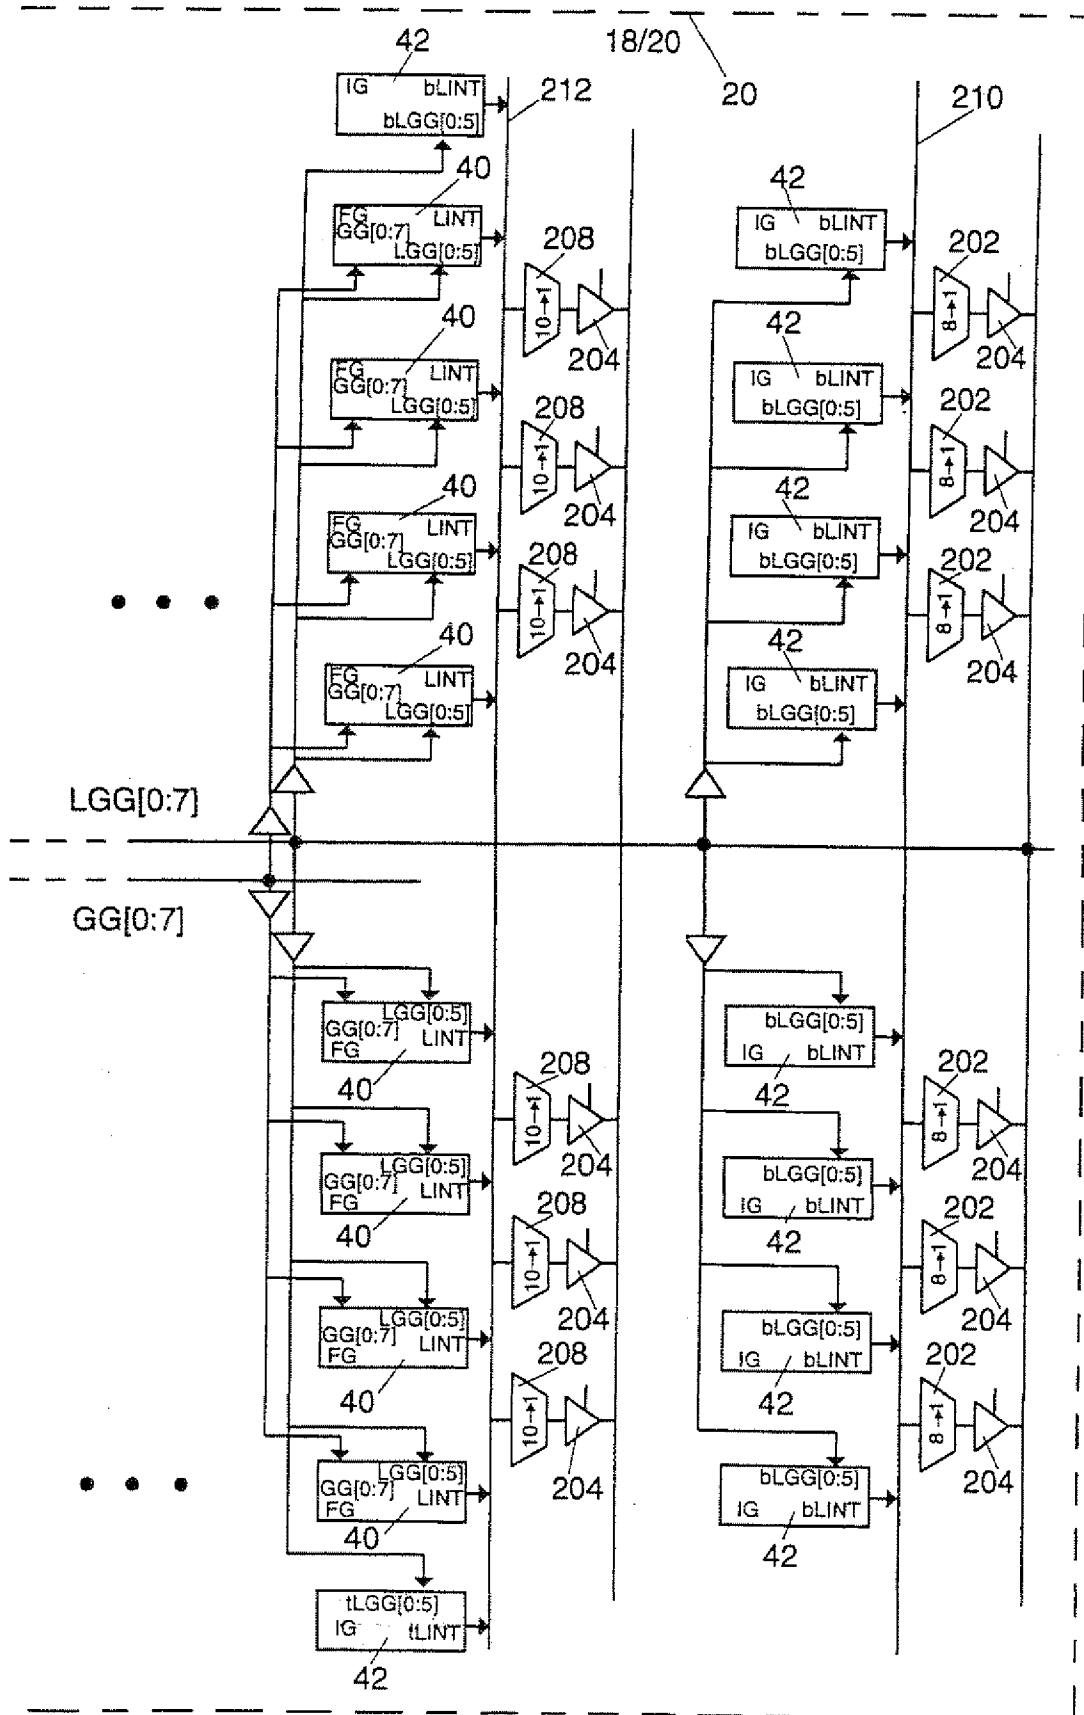 18/20
20
42
IG bLINT
bLGG[0:5]
212
210
40
FG LINT
GG[0:7]
LGG[0:5]
42
IG bLINT
bLGG[0:5]
208
10→1
204
202
8→1
204
40
FG LINT
GG[0:7]
LGG[0:5]
42
IG bLINT
bLGG[0:5]
208
10→1
204
202
8→1
204
40
FG LINT
GG[0:7]
LGG[0:5]
42
IG bLINT
bLGG[0:5]
208
10→1
204
202
8→1
204
40
FG LINT
GG[0:7]
LGG[0:5]
42
IG bLINT
bLGG[0:5]
LGG[0:7]
GG[0:7]
LGG[0:5]
GG[0:7] LINT
FG
40
bLGG[0:5]
IG bLINT
42
208
10→1
204
202
8→1
204
LGG[0:5]
GG[0:7] LINT
FG
40
bLGG[0:5]
IG bLINT
42
208
10→1
204
202
8→1
204
LGG[0:5]
GG[0:7] LINT
FG
40
bLGG[0:5]
IG bLINT
42
208
10→1
204
202
8→1
204
LGG[0:5]
GG[0:7] LINT
FG
40
bLGG[0:5]
IG bLINT
42
tLGG[0:5]
IG tLINT
42